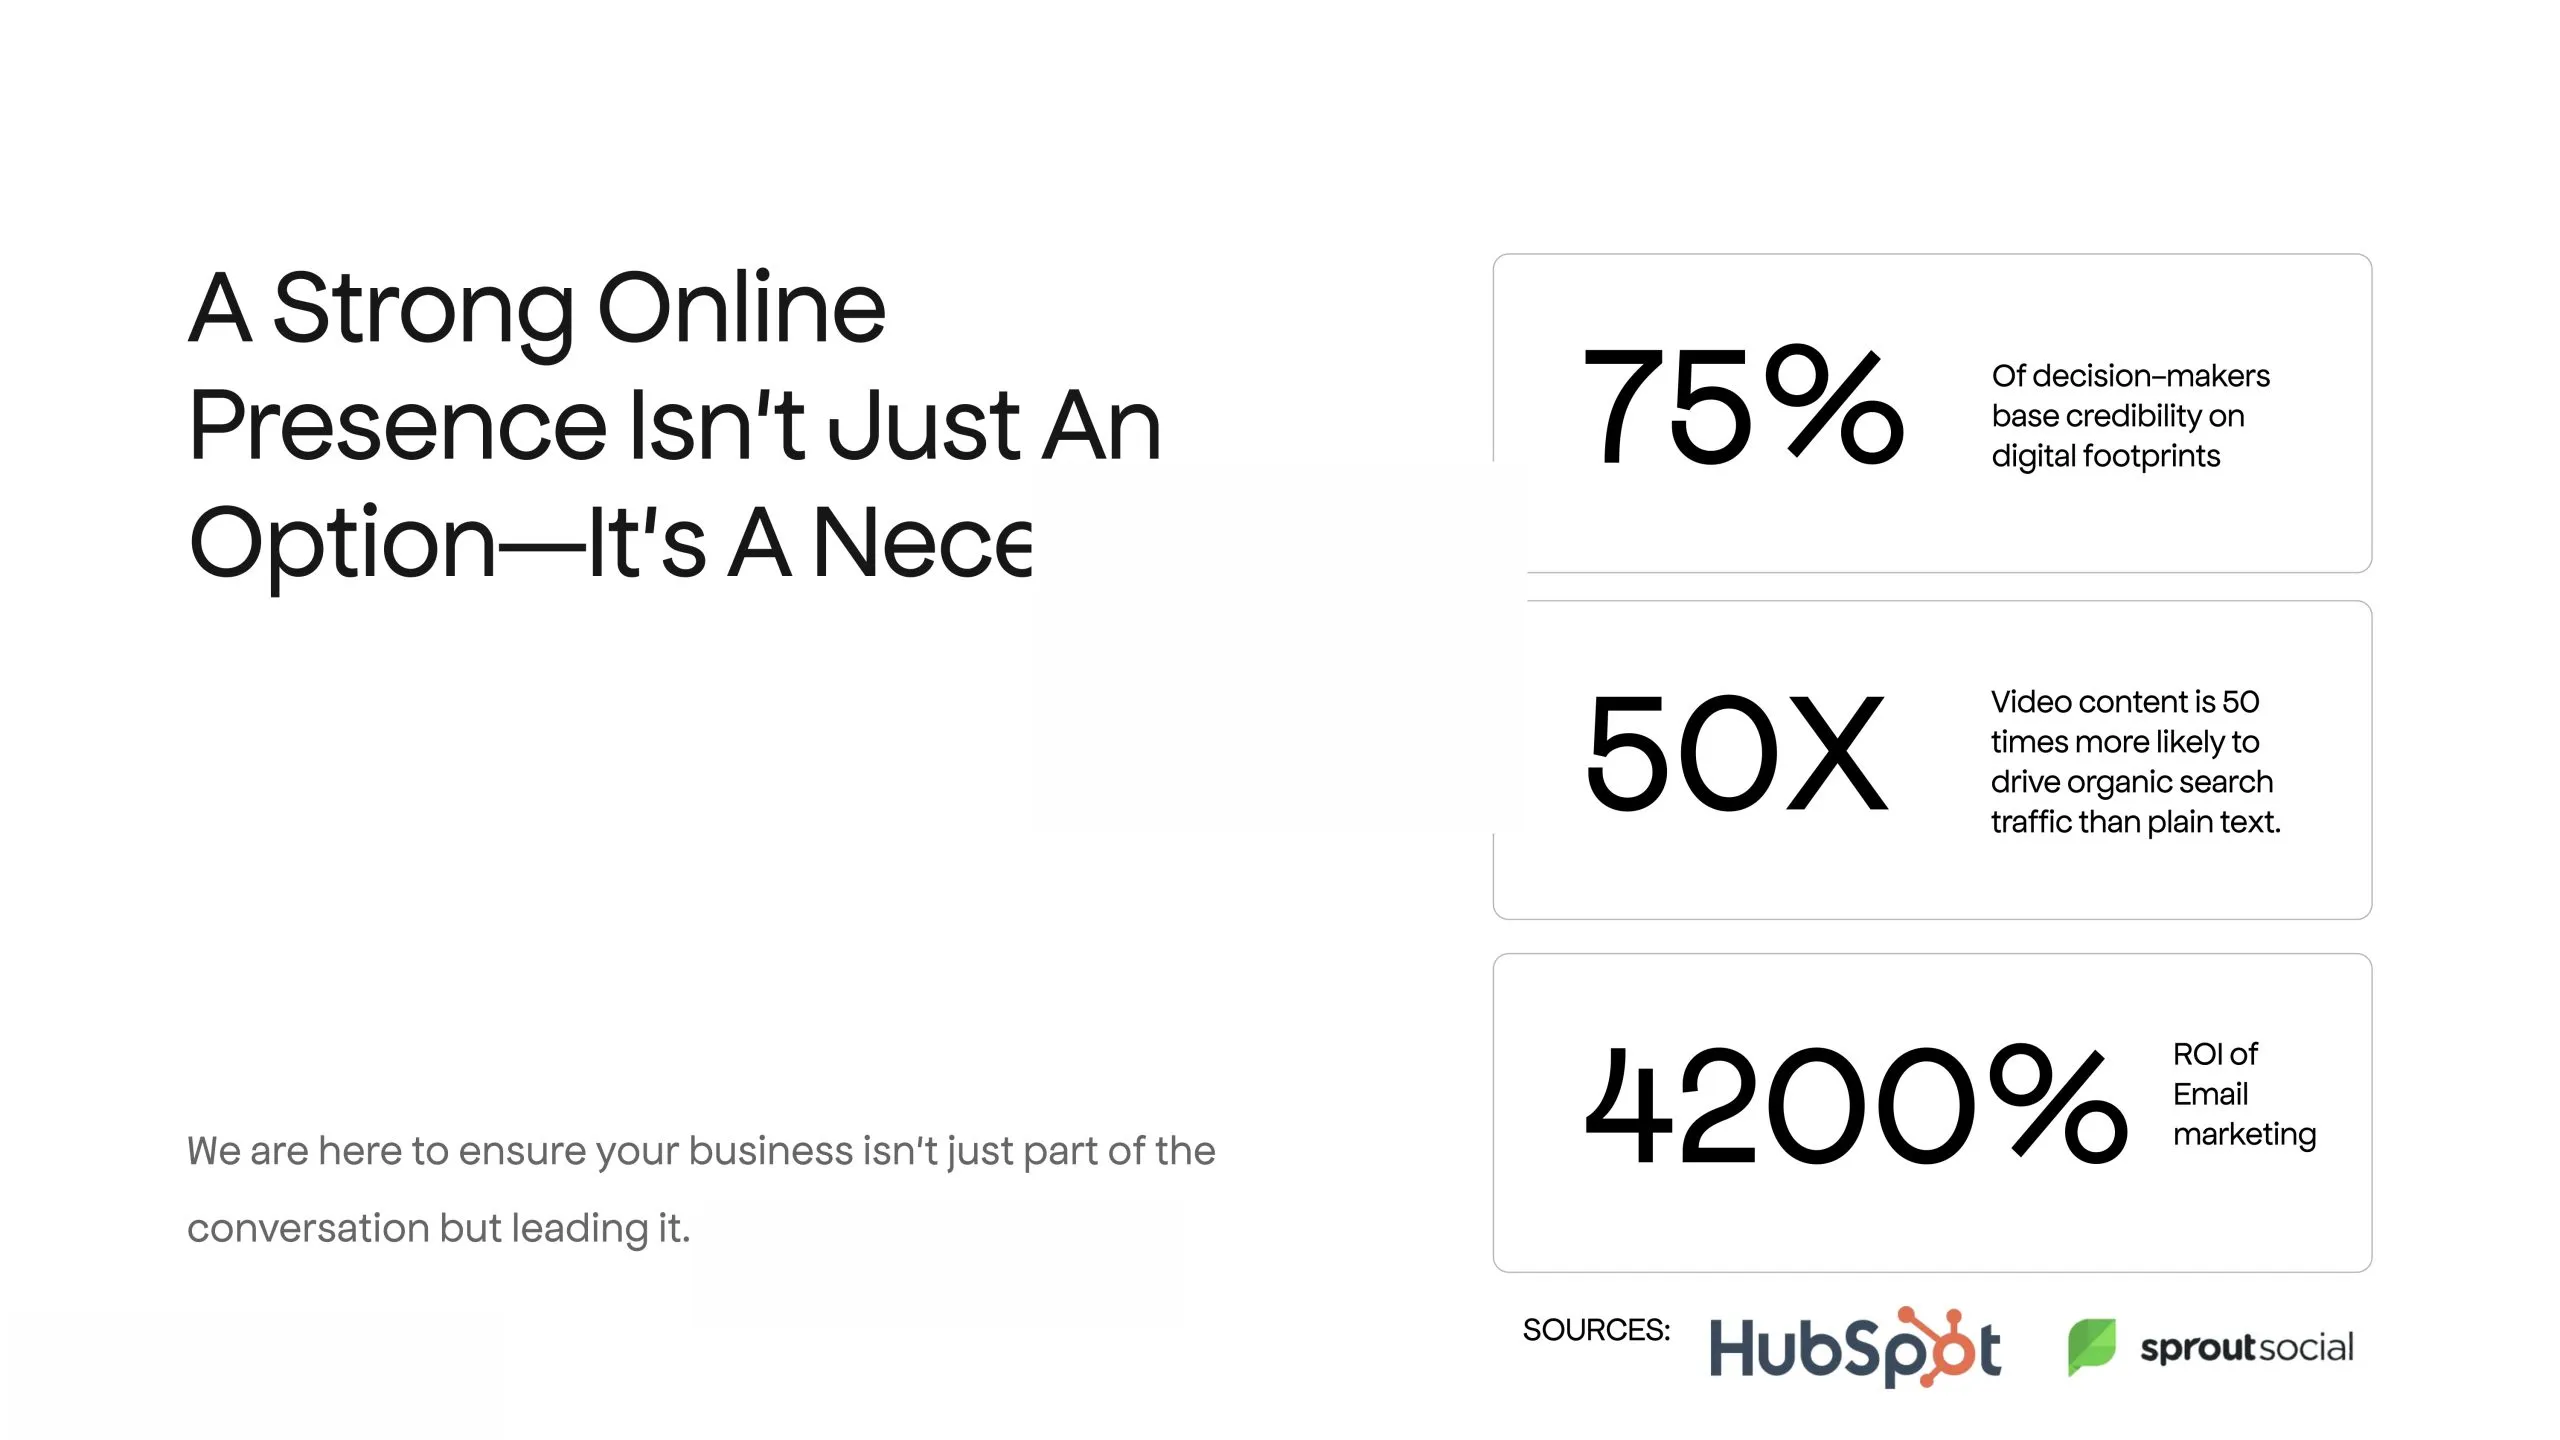 A Strong Online
Presence Isn't Just An
Option—It's A Nece
We are here to ensure your business isn't just part of the
conversation but leading it.
75%
Of decision-makers
base credibility on
digital footprints
50X
Video content is 50
times more likely to
drive organic search
traffic than plain text.
4200%
ROI of
Email
marketing
SOURCES:
HubSpot
sproutsocial